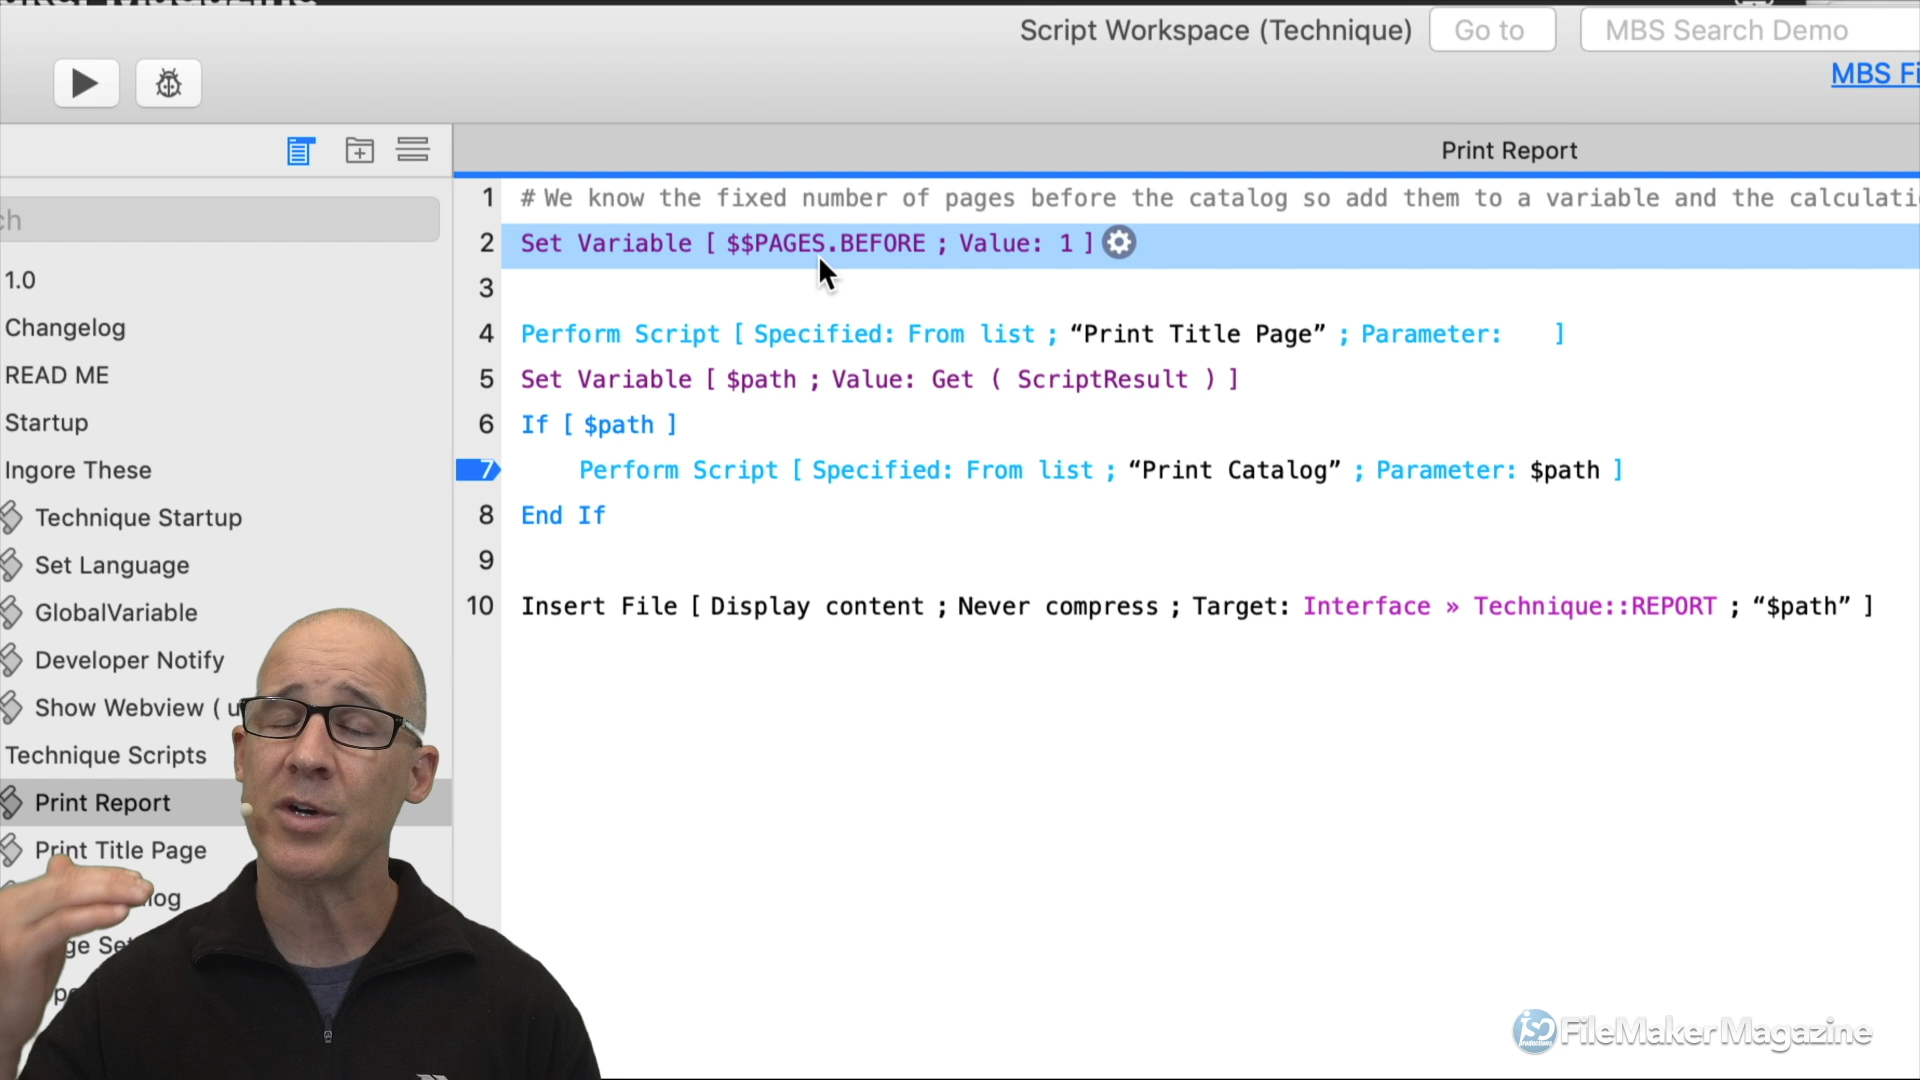 Script Workspace (Technique)
Go to
MBS Search Demo
MBS Fi
Print Report
ch
1.0
Changelog
READ ME
Startup
Ingore These
Technique Startup
Set Language
GlobalVariable
Developer Notify
Show Webview ( u
Technique Scripts
Print Report
Print Title Page
log
ge Se
1 # We know the fixed number of pages before the catalog so add them to a variable and the calculati
2 Set Variable [ $$PAGES.BEFORE ; Value: 1 ]
3
4 Perform Script [ Specified: From list ; “Print Title Page” ; Parameter: ]
5 Set Variable [ $path ; Value: Get ( ScriptResult ) ]
6 If [ $path ]
7 Perform Script [ Specified: From list ; “Print Catalog” ; Parameter: $path ]
8 End If
9
10 Insert File [ Display content ; Never compress ; Target: Interface » Technique::REPORT ; “$path” ]
iso productions FileMakerMagazine